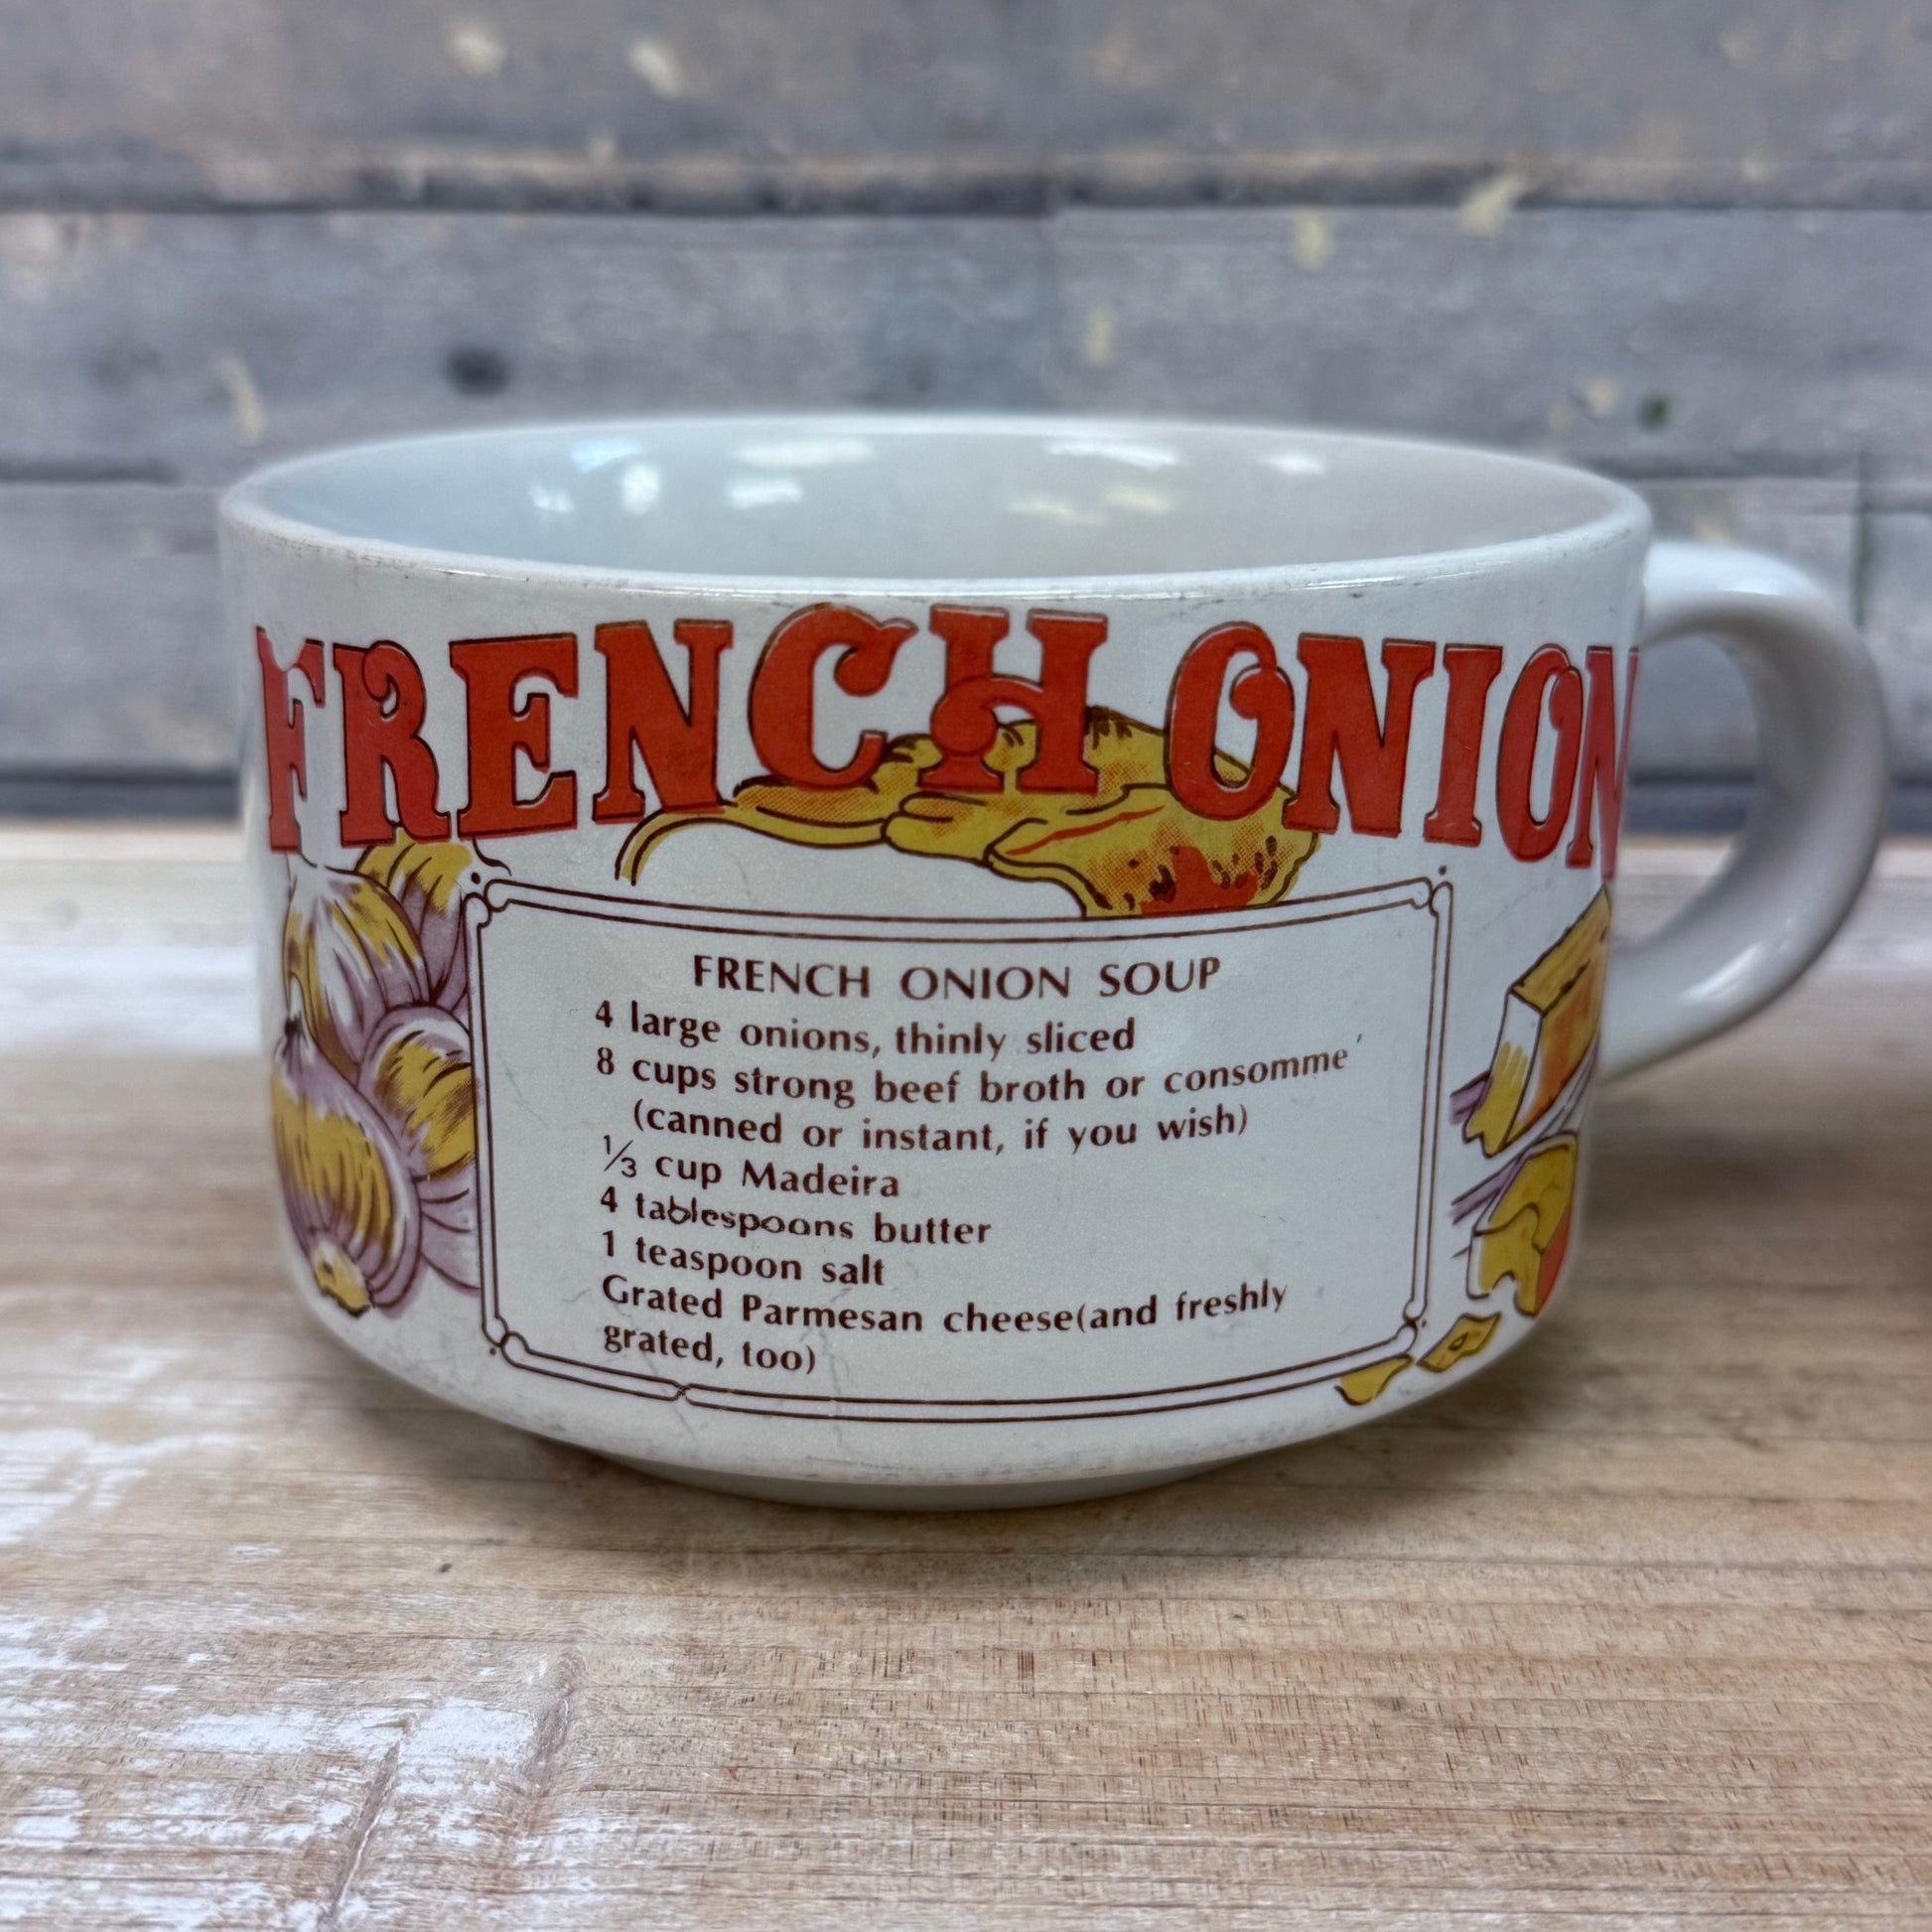 FRENCH ONION
FRENCH ONION SOUP
4 large onions, thinly sliced
8 cups strong beef broth or consomme'
(canned or instant, if you wish)
1/3 cup Madeira
4 tablespoons butter
1 teaspoon salt
Grated Parmesan cheese(and freshly
grated, too)